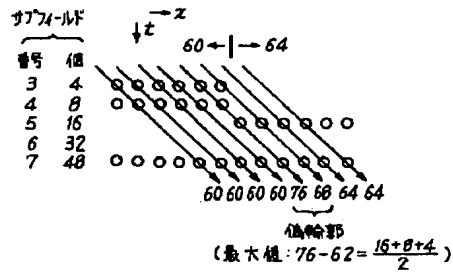 サブフィールド → x
↓ t
60 ← | → 64
番号 値
3 4
4 8
5 16
6 32
7 48
60 60 60 60 76 68 64 64
偽輪郭
(最大値:76-62=\frac{16+8+4}{2})